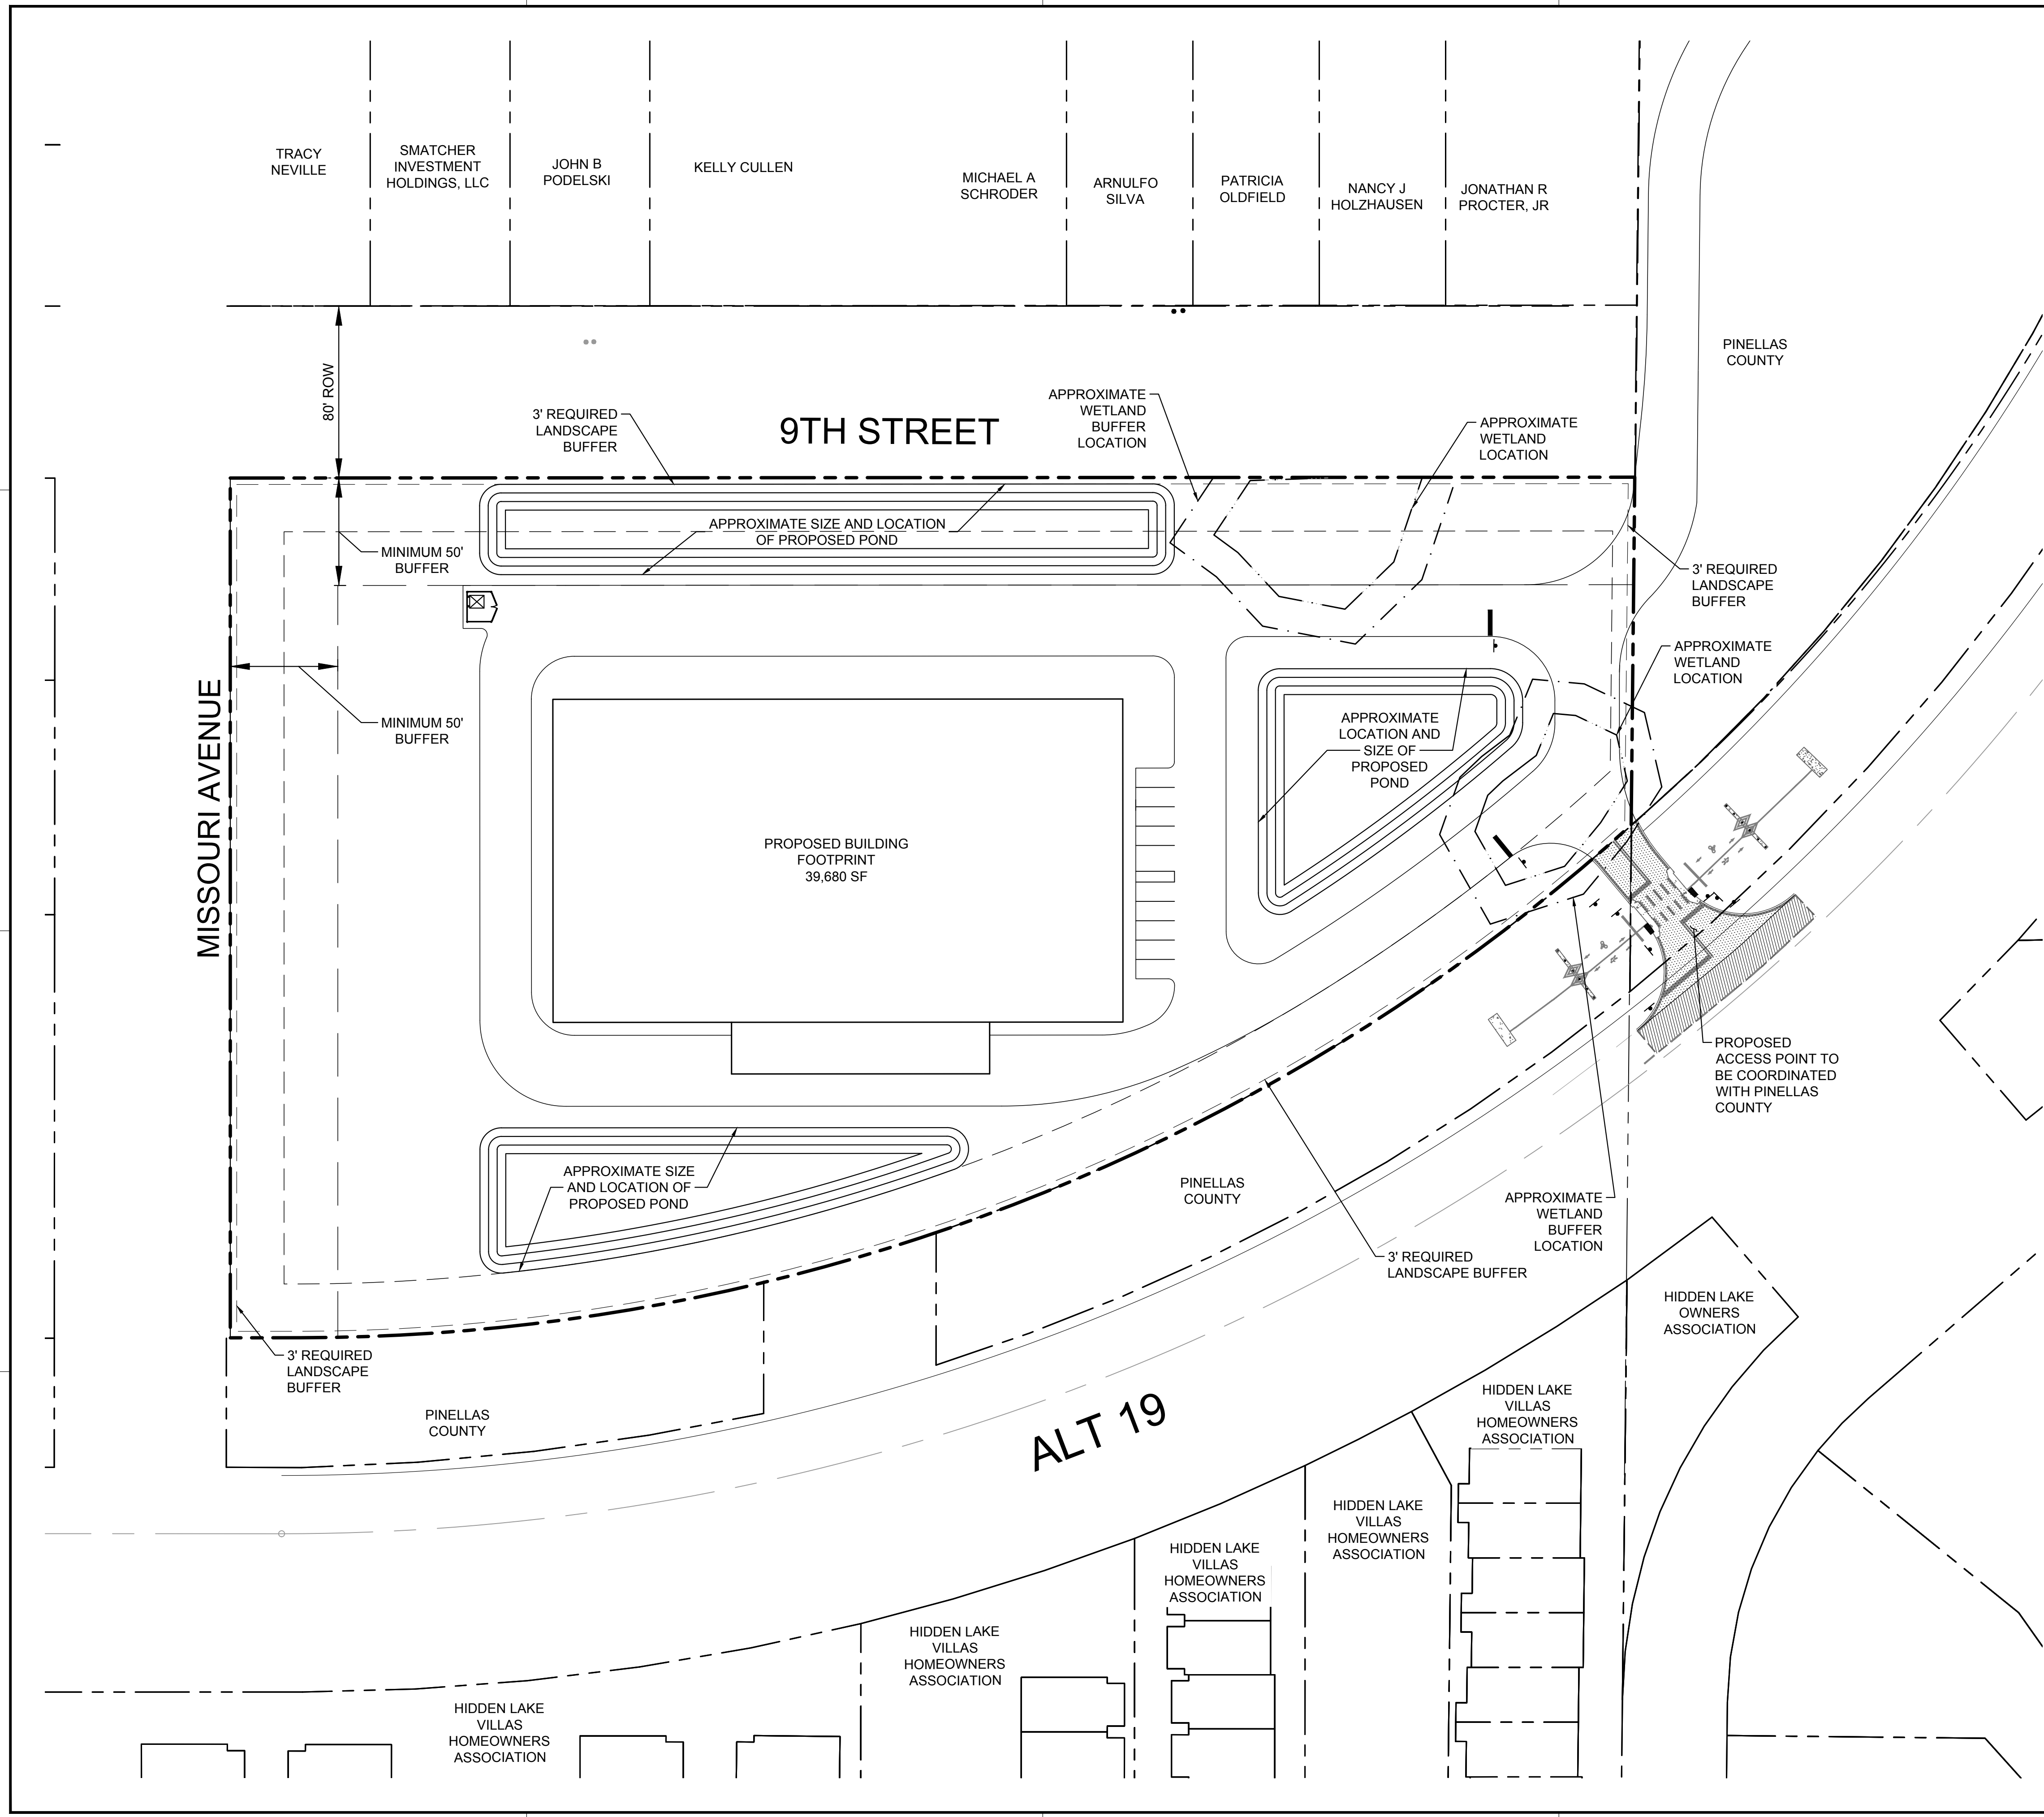 TRACY
NEVILLE
SMATCHER
INVESTMENT
HOLDINGS, LLC
JOHN B
PODELSKI
KELLY CULLEN
MICHAEL A
SCHRODER
ARNULFO
SILVA
PATRICIA
OLDFIELD
NANCY J
HOLZHAUSEN
JONATHAN R
PROCTER, JR
PINELLAS
COUNTY
80' ROW
3' REQUIRED
LANDSCAPE
BUFFER
9TH STREET
APPROXIMATE
WETLAND
BUFFER
LOCATION
APPROXIMATE
WETLAND
LOCATION
APPROXIMATE SIZE AND LOCATION
OF PROPOSED POND
MINIMUM 50'
BUFFER
3' REQUIRED
LANDSCAPE
BUFFER
APPROXIMATE
WETLAND
LOCATION
MISSOURI AVENUE
MINIMUM 50'
BUFFER
APPROXIMATE
LOCATION AND
SIZE OF
PROPOSED
POND
PROPOSED BUILDING
FOOTPRINT
39,680 SF
PROPOSED
ACCESS POINT TO
BE COORDINATED
WITH PINELLAS
COUNTY
APPROXIMATE SIZE
AND LOCATION OF
PROPOSED POND
PINELLAS
COUNTY
APPROXIMATE
WETLAND
BUFFER
LOCATION
3' REQUIRED
LANDSCAPE BUFFER
HIDDEN LAKE
OWNERS
ASSOCIATION
3' REQUIRED
LANDSCAPE
BUFFER
PINELLAS
COUNTY
ALT 19
HIDDEN LAKE
VILLAS
HOMEOWNERS
ASSOCIATION
HIDDEN LAKE
VILLAS
HOMEOWNERS
ASSOCIATION
HIDDEN LAKE
VILLAS
HOMEOWNERS
ASSOCIATION
HIDDEN LAKE
VILLAS
HOMEOWNERS
ASSOCIATION
HIDDEN LAKE
VILLAS
HOMEOWNERS
ASSOCIATION